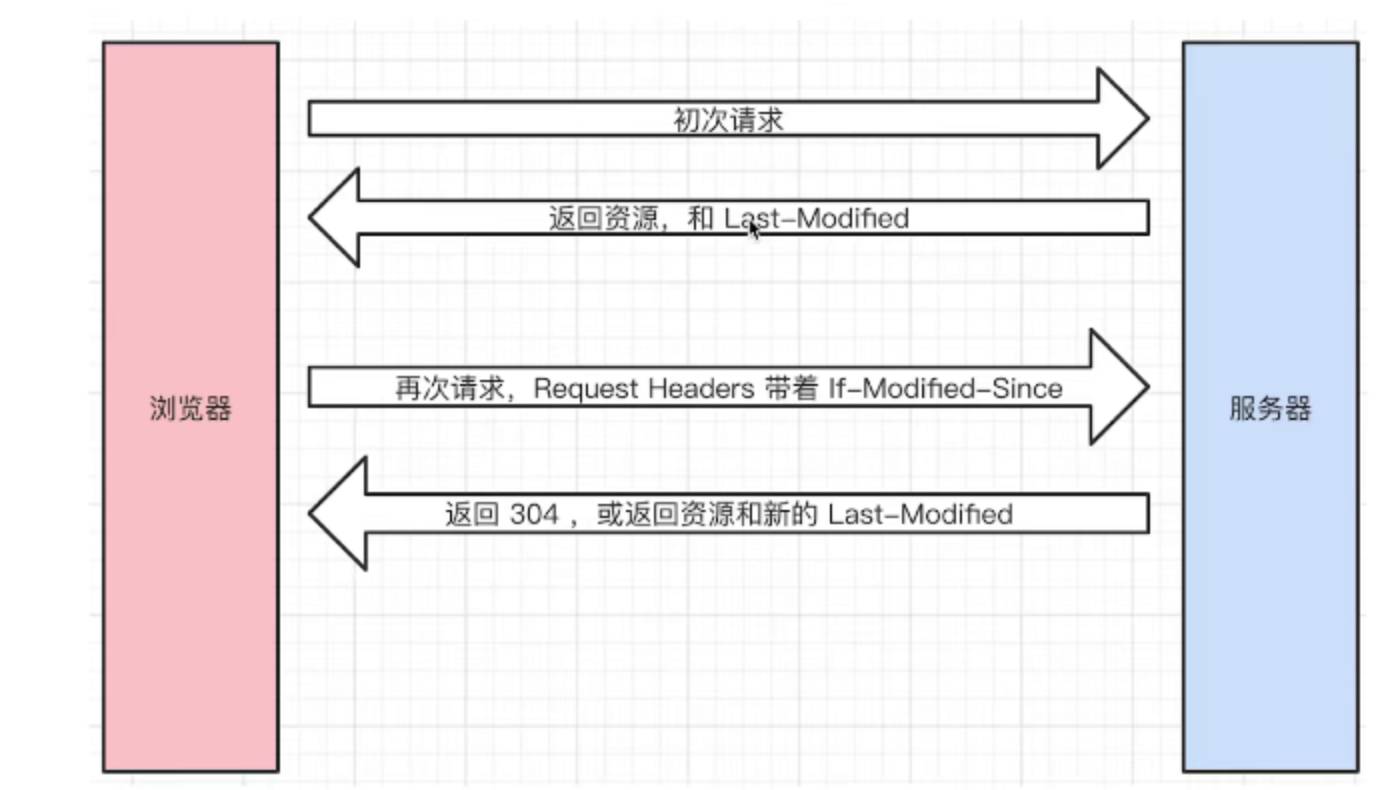 初次请求
返回资源，和 Last-Modified
再次请求，Request Headers 带着 If-Modified-Since
浏览器
服务器
返回 304 ，或返回资源和新的 Last-Modified